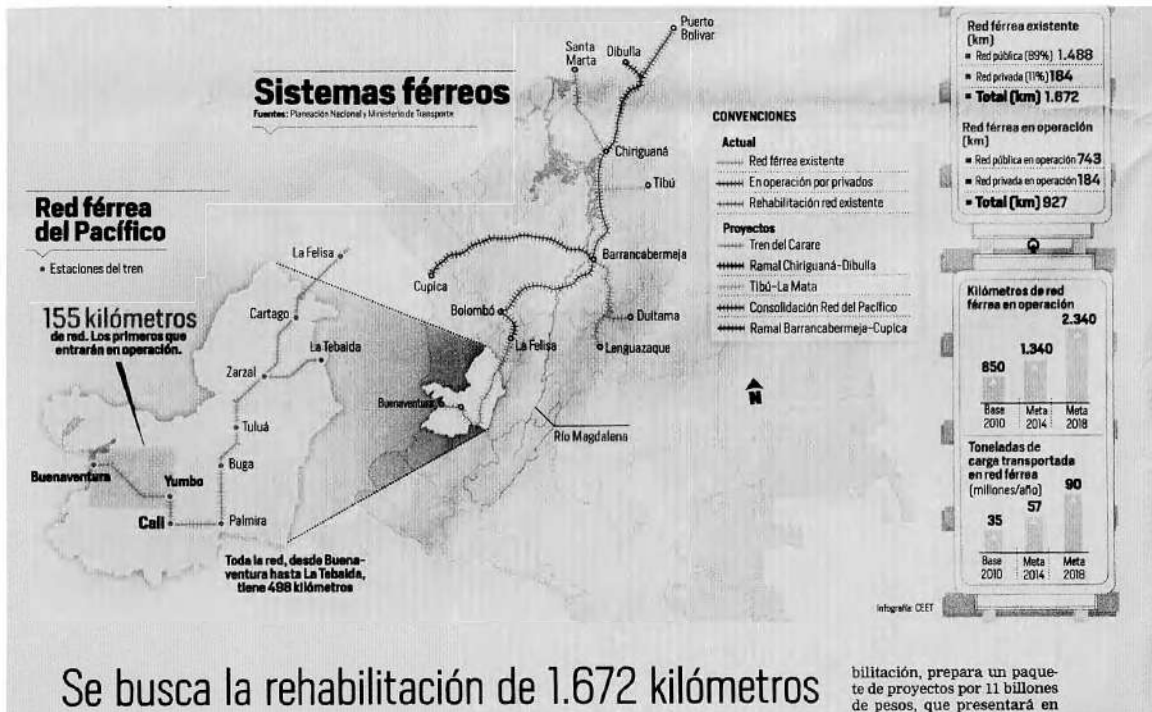 Sistemas férreos
Fuentes: Planeación Nacional y Ministerio de Transporte
Red férrea
del Pacífico
• Estaciones del tren
155 kilómetros
de red. Los primeros que
entrarán en operación.
La Felisa
Cartago
La Tebaida
Zarzal
Tuluá
Buga
Buenaventura
Yumbo
Cali
Palmira
Toda la red, desde Buena-
ventura hasta La Tebaida,
tiene 498 kilómetros
Puerto
Bolívar
Santa
Marta
Dibulla
Chiriguaná
Tibú
Barrancabermeja
Cupica
Bolombó
Duitama
La Felisa
Lenguazaque
Buenaventura
Río Magdalena
N
CONVENCIONES
Actual
Red férrea existente
En operación por privados
Rehabilitación red existente
Proyectos
Tren del Carare
Ramal Chiriguaná-Dibulla
Tibú-La Mata
Consolidación Red del Pacífico
Ramal Barrancabermeja-Cupica
Red férrea existente
(km)
▪ Red pública (89%) 1.488
▪ Red privada (11%) 184
▪ Total (km) 1.672
Red férrea en operación
(km)
▪ Red pública en operación 743
▪ Red privada en operación 184
▪ Total (km) 927
Kilómetros de red
férrea en operación
850
1.340
2.340
Base
2010
Meta
2014
Meta
2018
Toneladas de
carga transportada
en red férrea
(millones/año)
35
57
90
Base
2010
Meta
2014
Meta
2018
Infografía: CEET
Se busca la rehabilitación de 1.672 kilómetros
bilitación, prepara un paque-
te de proyectos por 11 billones
de pesos, que presentará en